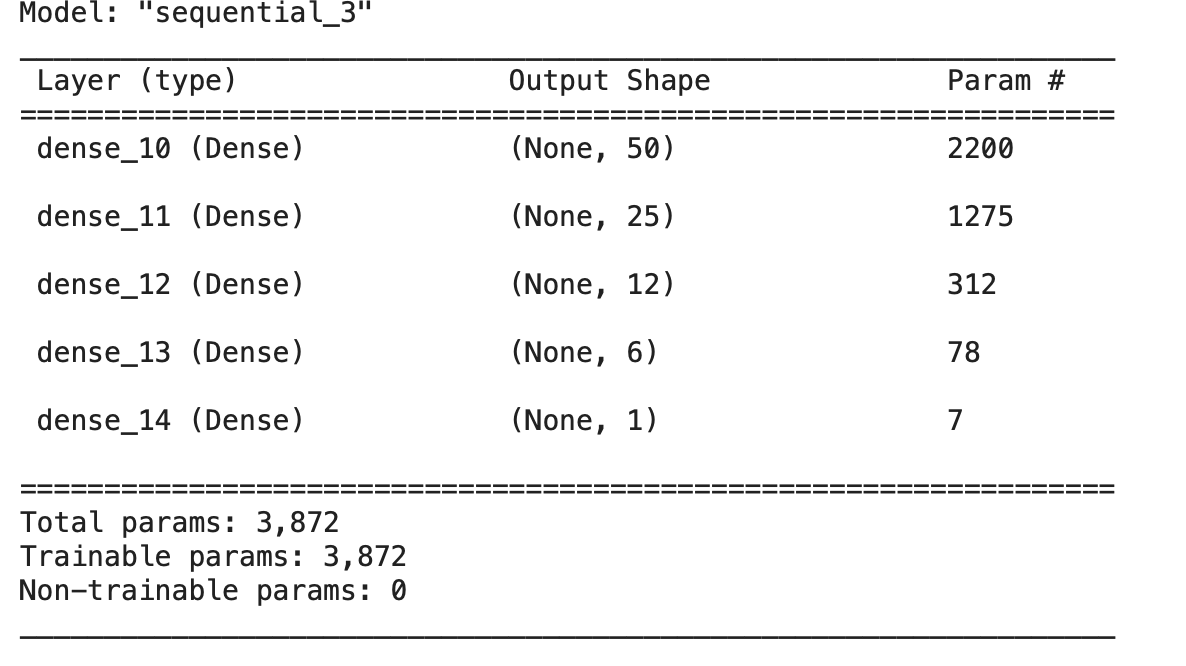 Model: "sequential_3"
Layer (type) Output Shape Param #
=================================================================
dense_10 (Dense) (None, 50) 2200
dense_11 (Dense) (None, 25) 1275
dense_12 (Dense) (None, 12) 312
dense_13 (Dense) (None, 6) 78
dense_14 (Dense) (None, 1) 7
=================================================================
Total params: 3,872
Trainable params: 3,872
Non-trainable params: 0